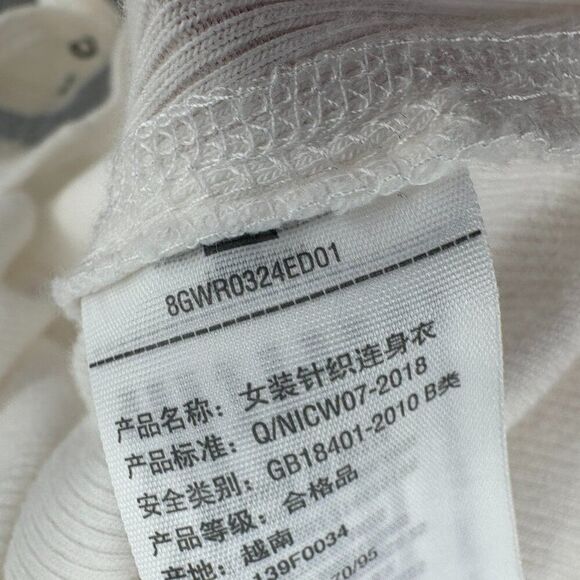 8GWR0324ED01
产品名称：女装针织连身衣
产品标准：Q/NICW07-2018
安全类别：GB18401-2010 B类
产品等级：合格品
产地：越南
139F0034
70/95